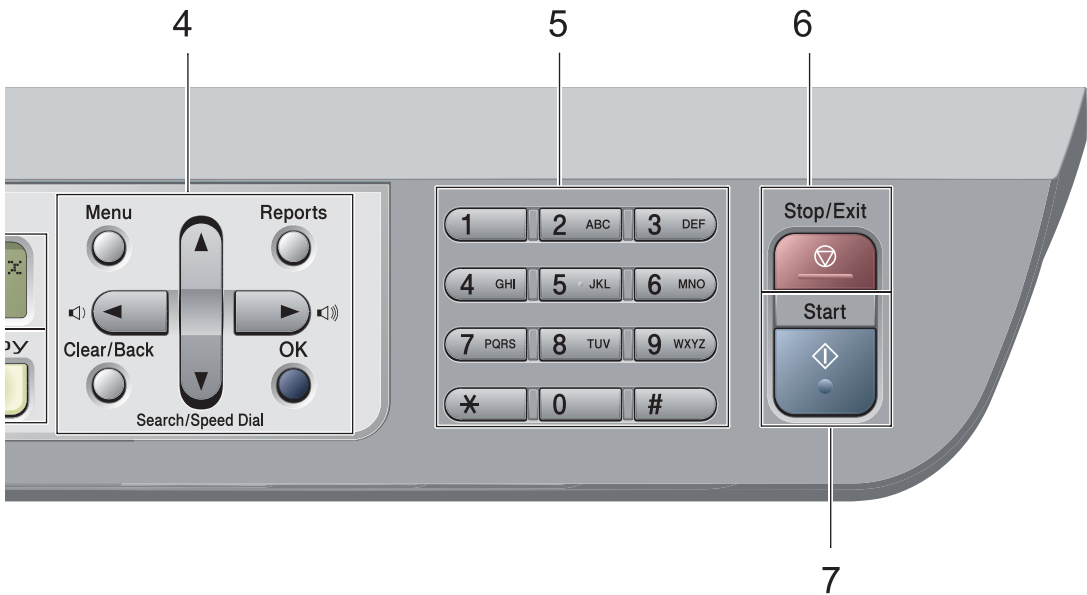 4 5 6
Menu Reports
Stop/Exit
1 2 ABC 3 DEF
4 GHI 5 JKL 6 MNO
Start
Clear/Back OK
7 PQRS 8 TUV 9 WXYZ
PY
* 0 #
Search/Speed Dial
7